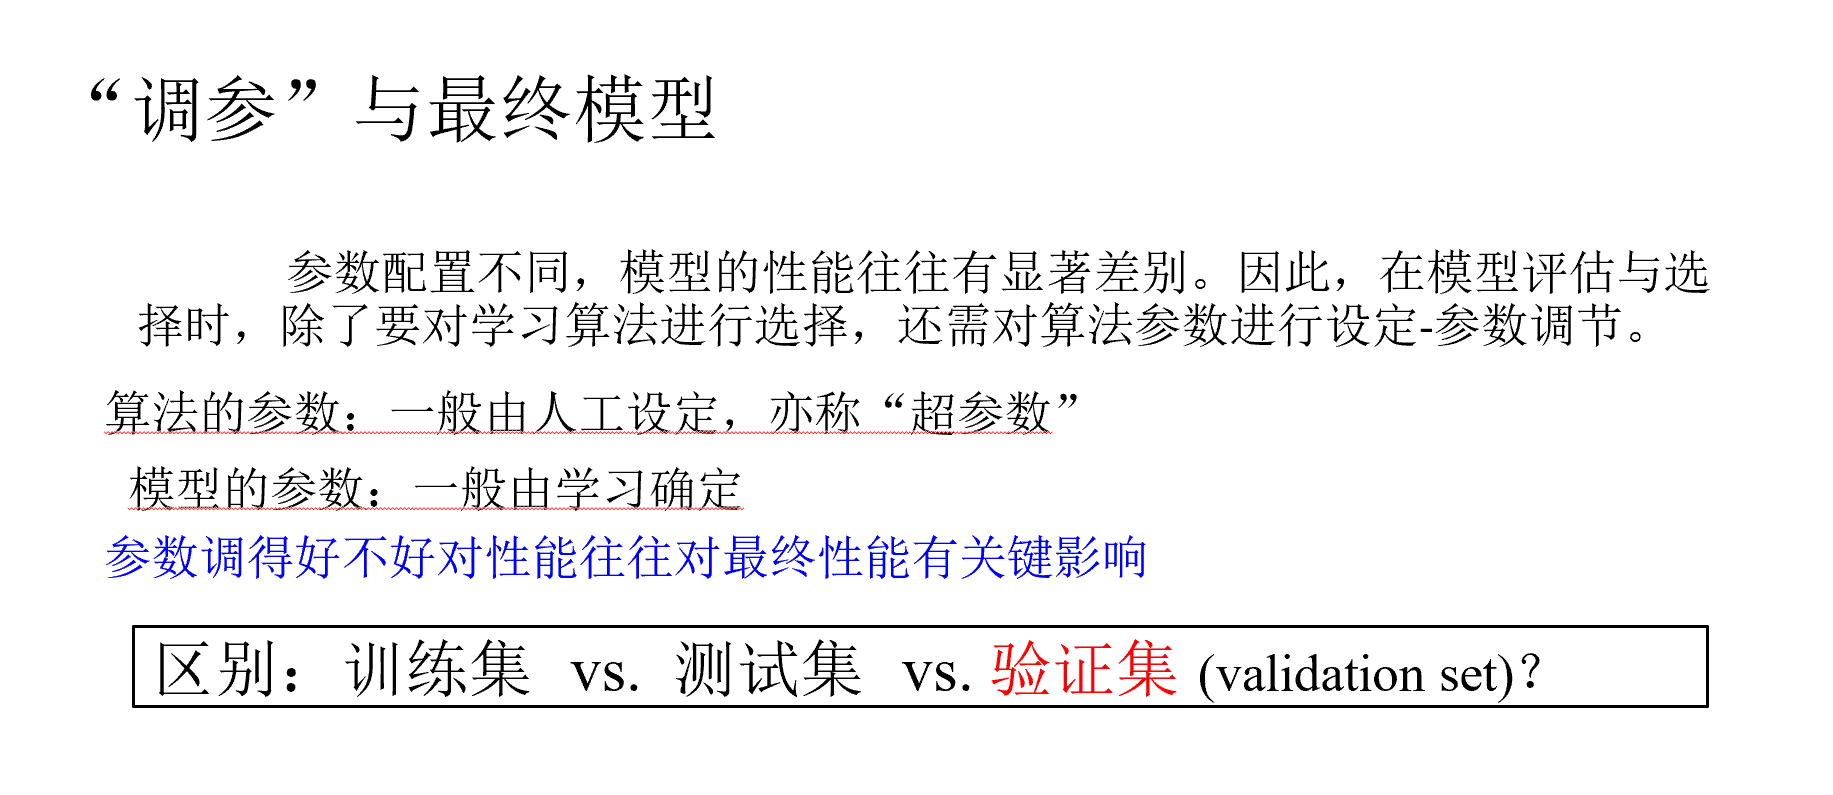 “调参”与最终模型
参数配置不同，模型的性能往往有显著差别。因此，在模型评估与选
择时，除了要对学习算法进行选择，还需对算法参数进行设定-参数调节。
算法的参数：一般由人工设定，亦称“超参数”
模型的参数：一般由学习确定
参数调得好不好对性能往往对最终性能有关键影响
区别：训练集 vs. 测试集 vs. 验证集 (validation set)？